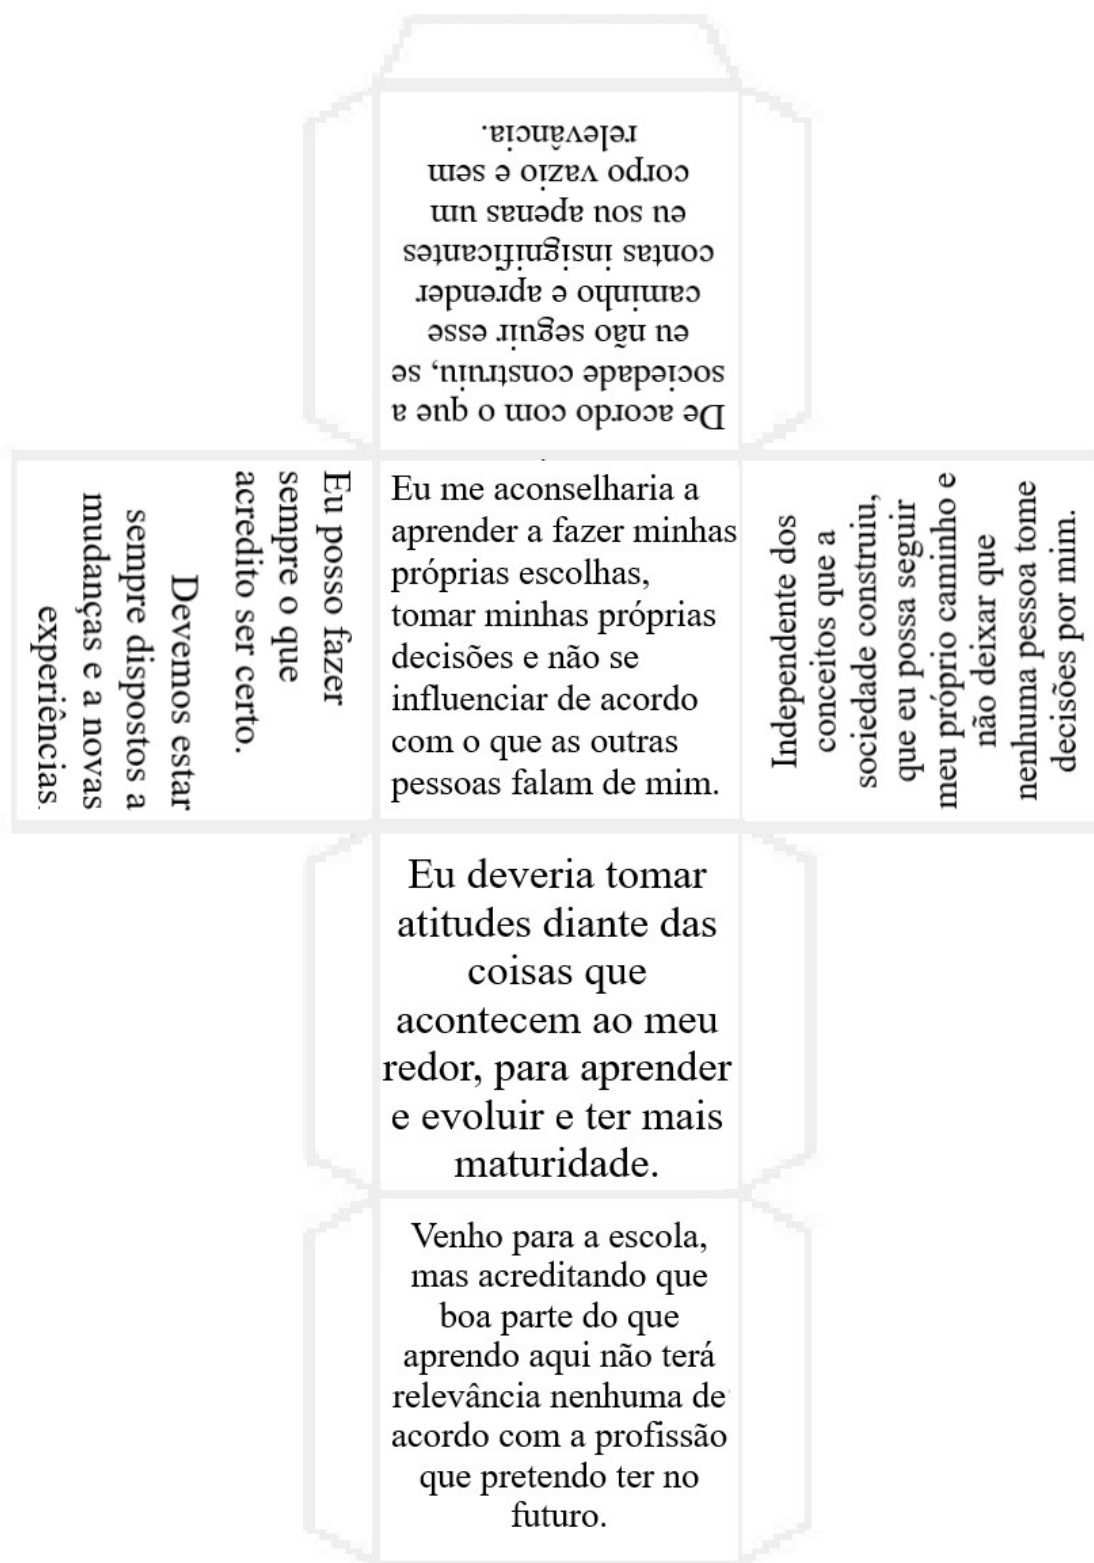 De acordo com o que a
sociedade construiu, se
eu não seguir esse
caminho e aprender
contas insignificantes
eu sou apenas um
corpo vazio e sem
relevância.
Eu posso fazer
sempre o que
acredito ser certo.
Devemos estar
sempre dispostos a
mudanças e a novas
experiências.
Eu me aconselharia a
aprender a fazer minhas
próprias escolhas,
tomar minhas próprias
decisões e não se
influenciar de acordo
com o que as outras
pessoas falam de mim.
Independente dos
conceitos que a
sociedade construiu,
que eu possa seguir
meu próprio caminho e
não deixar que
nenhuma pessoa tome
decisões por mim.
Eu deveria tomar
atitudes diante das
coisas que
acontecem ao meu
redor, para aprender
e evoluir e ter mais
maturidade.
Venho para a escola,
mas acreditando que
boa parte do que
aprendo aqui não terá
relevância nenhuma de
acordo com a profissão
que pretendo ter no
futuro.